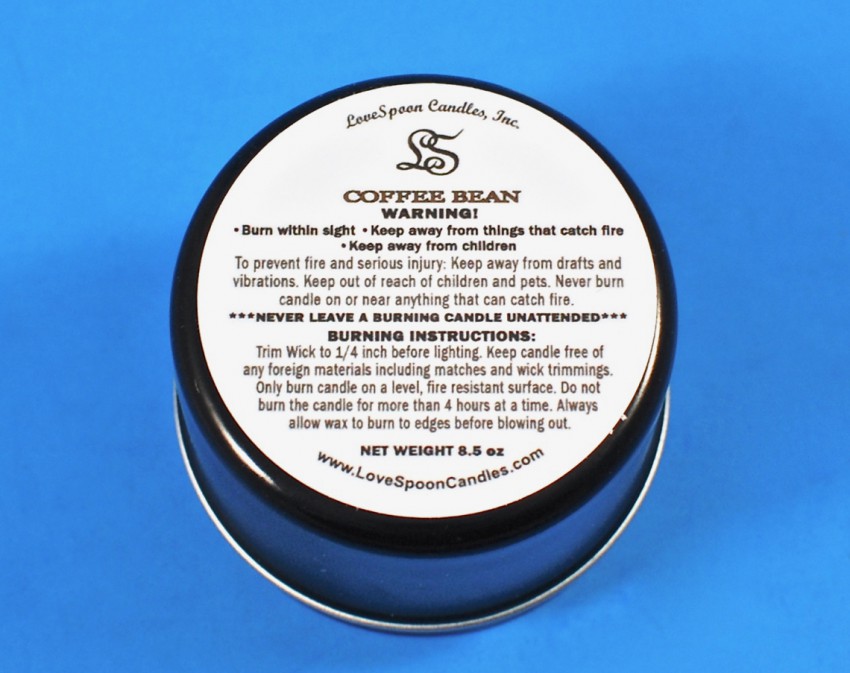 LoveSpoon Candles, Inc.
LS
COFFEE BEAN
WARNING!
•Burn within sight •Keep away from things that catch fire
•Keep away from children
To prevent fire and serious injury: Keep away from drafts and
vibrations. Keep out of reach of children and pets. Never burn
candle on or near anything that can catch fire.
***NEVER LEAVE A BURNING CANDLE UNATTENDED***
BURNING INSTRUCTIONS:
Trim Wick to 1/4 inch before lighting. Keep candle free of
any foreign materials including matches and wick trimmings.
Only burn candle on a level, fire resistant surface. Do not
burn the candle for more than 4 hours at a time. Always
allow wax to burn to edges before blowing out.
NET WEIGHT 8.5 oz
www.LoveSpoonCandles.com